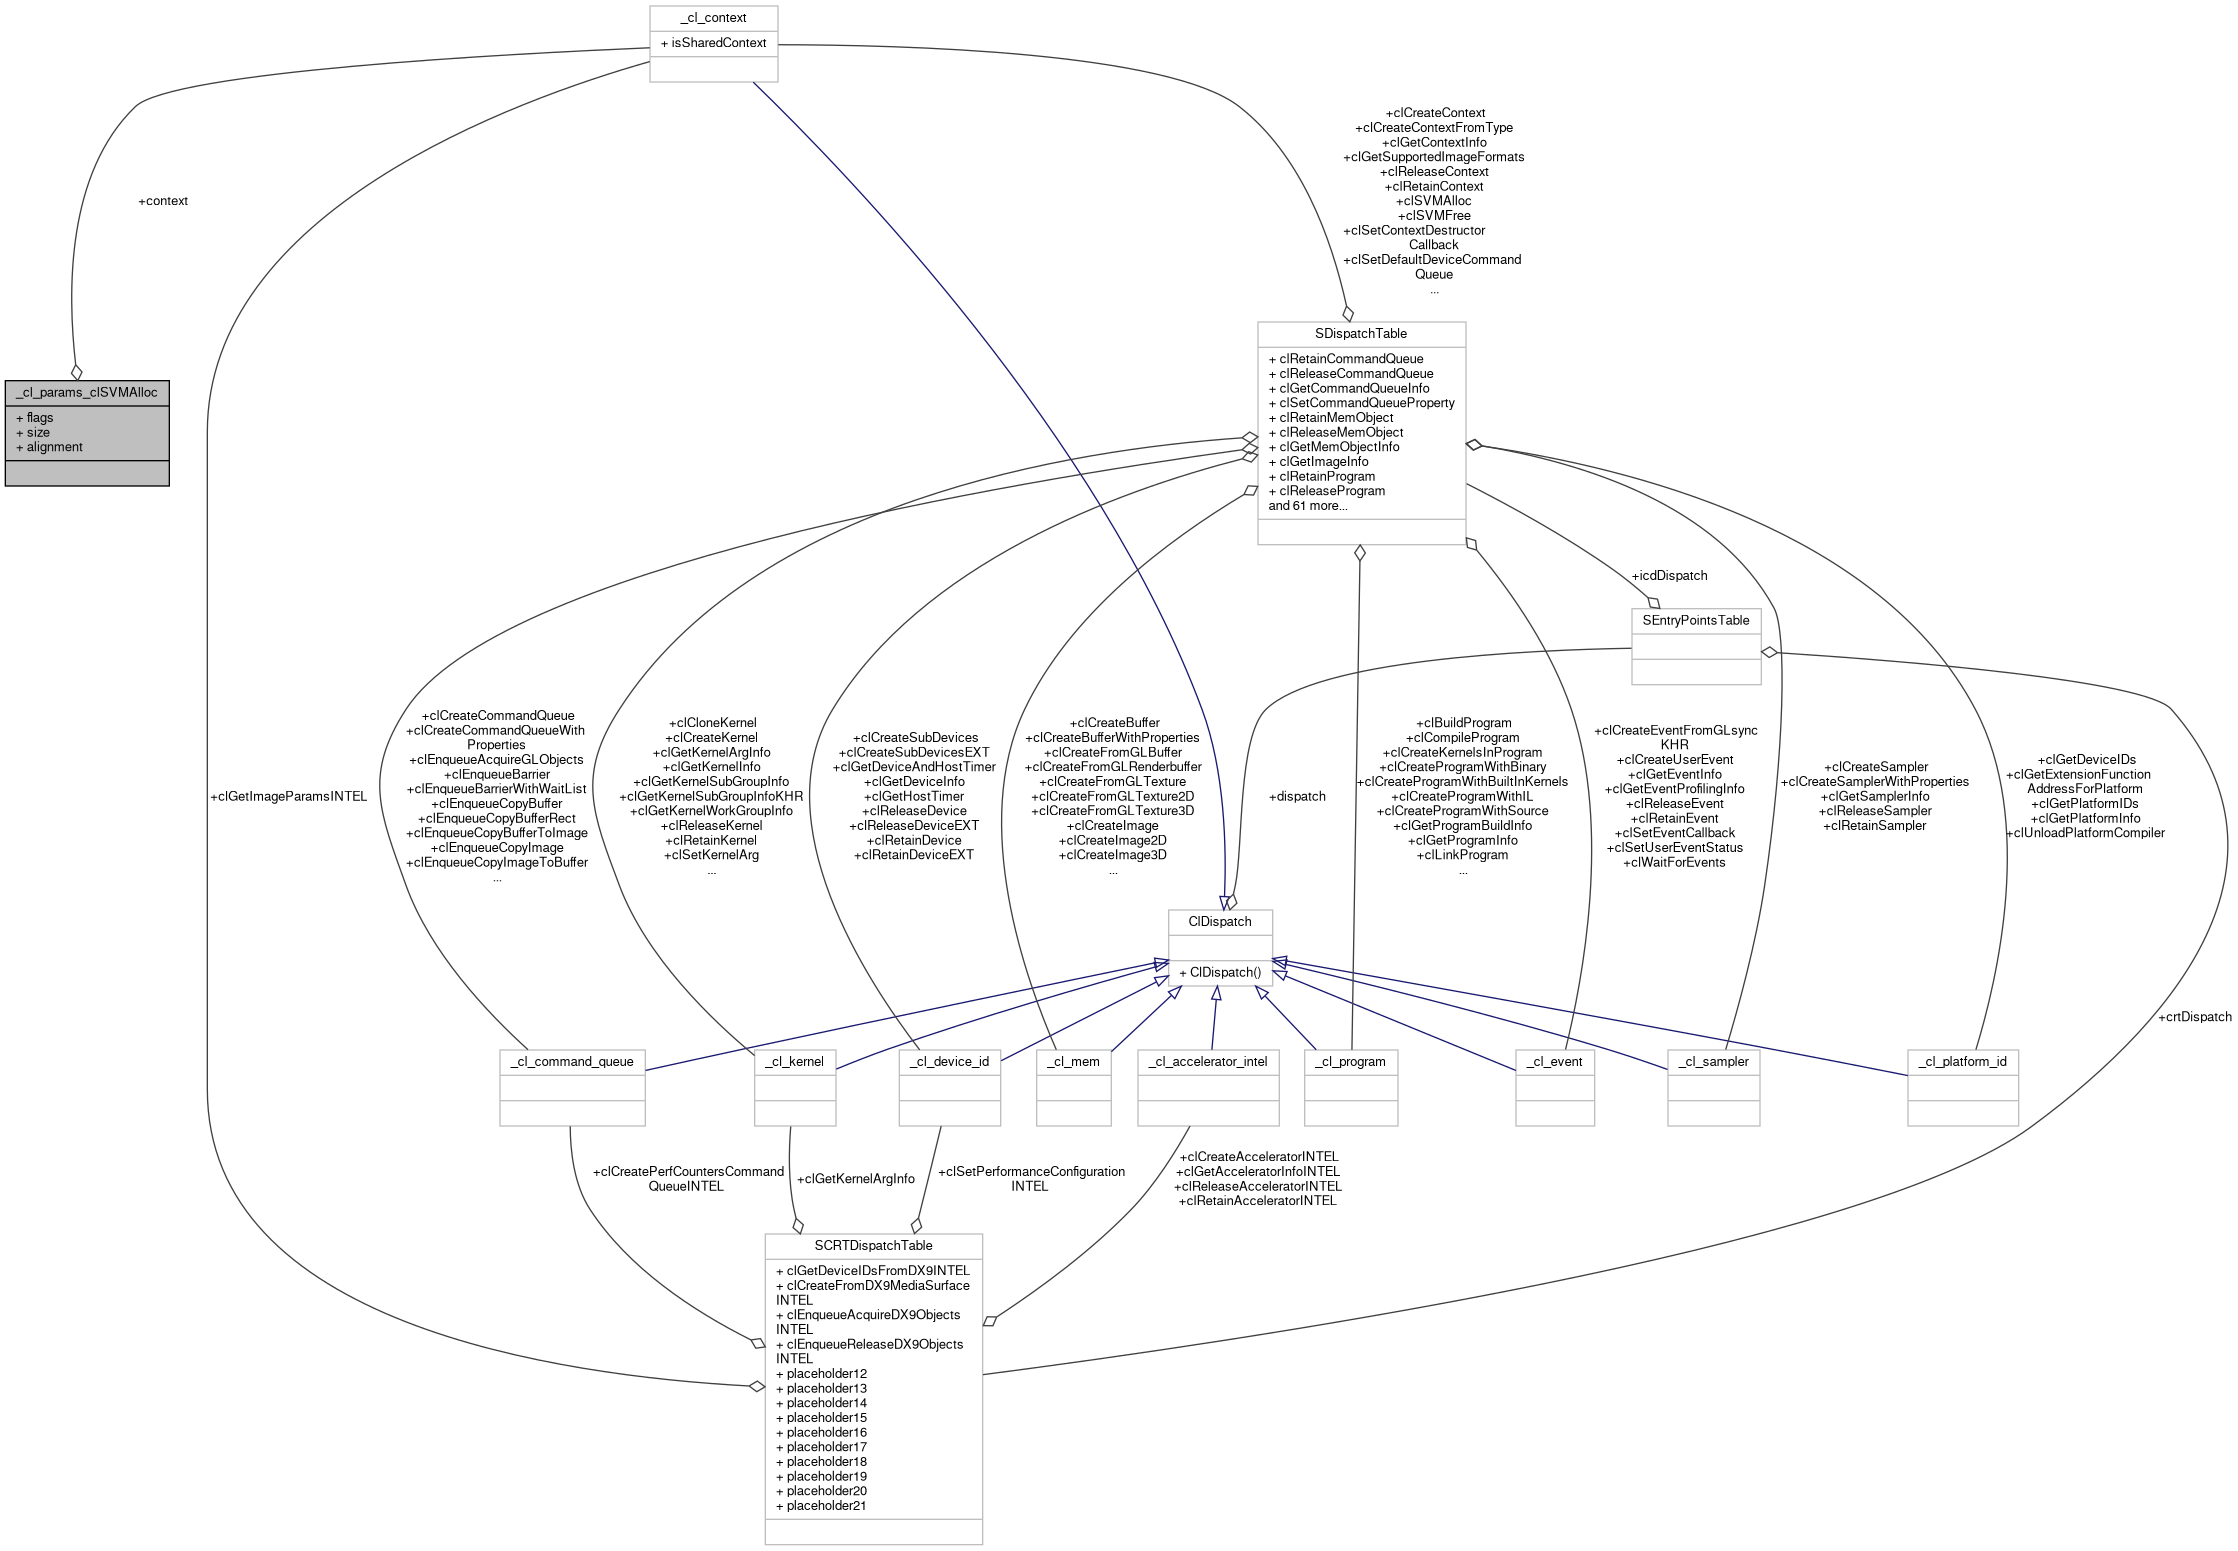 _cl_context
+ isSharedContext
+clCreateContext
+clCreateContextFromType
+clGetContextInfo
+clGetSupportedImageFormats
+clReleaseContext
+clRetainContext
+clSVMAlloc
+clSVMFree
+clSetContextDestructor
Callback
+clSetDefaultDeviceCommand
Queue
...
+context
SDispatchTable
+ clRetainCommandQueue
+ clReleaseCommandQueue
+ clGetCommandQueueInfo
+ clSetCommandQueueProperty
+ clRetainMemObject
+ clReleaseMemObject
+ clGetMemObjectInfo
+ clGetImageInfo
+ clRetainProgram
+ clReleaseProgram
and 61 more...
_cl_params_clSVMAlloc
+ flags
+ size
+ alignment
+icdDispatch
SEntryPointsTable
+clGetImageParamsINTEL
+clCreateCommandQueue
+clCreateCommandQueueWith
Properties
+clEnqueueAcquireGLObjects
+clEnqueueBarrier
+clEnqueueBarrierWithWaitList
+clEnqueueCopyBuffer
+clEnqueueCopyBufferRect
+clEnqueueCopyBufferToImage
+clEnqueueCopyImage
+clEnqueueCopyImageToBuffer
...
+clCloneKernel
+clCreateKernel
+clGetKernelArgInfo
+clGetKernelInfo
+clGetKernelSubGroupInfo
+clGetKernelSubGroupInfoKHR
+clGetKernelWorkGroupInfo
+clReleaseKernel
+clRetainKernel
+clSetKernelArg
...
+clCreateSubDevices
+clCreateSubDevicesEXT
+clGetDeviceAndHostTimer
+clGetDeviceInfo
+clGetHostTimer
+clReleaseDevice
+clReleaseDeviceEXT
+clRetainDevice
+clRetainDeviceEXT
+clCreateBuffer
+clCreateBufferWithProperties
+clCreateFromGLBuffer
+clCreateFromGLRenderbuffer
+clCreateFromGLTexture
+clCreateFromGLTexture2D
+clCreateFromGLTexture3D
+clCreateImage
+clCreateImage2D
+clCreateImage3D
...
+dispatch
+clBuildProgram
+clCompileProgram
+clCreateKernelsInProgram
+clCreateProgramWithBinary
+clCreateProgramWithBuiltInKernels
+clCreateProgramWithIL
+clCreateProgramWithSource
+clGetProgramBuildInfo
+clGetProgramInfo
+clLinkProgram
...
+clCreateEventFromGLsync
KHR
+clCreateUserEvent
+clGetEventInfo
+clGetEventProfilingInfo
+clReleaseEvent
+clRetainEvent
+clSetEventCallback
+clSetUserEventStatus
+clWaitForEvents
+clCreateSampler
+clCreateSamplerWithProperties
+clGetSamplerInfo
+clReleaseSampler
+clRetainSampler
+clGetDeviceIDs
+clGetExtensionFunction
AddressForPlatform
+clGetPlatformIDs
+clGetPlatformInfo
+clUnloadPlatformCompiler
ClDispatch
+ ClDispatch()
+crtDispatch
_cl_command_queue
_cl_kernel
_cl_device_id
_cl_mem
_cl_accelerator_intel
_cl_program
_cl_event
_cl_sampler
_cl_platform_id
+clCreatePerfCountersCommand
QueueINTEL
+clGetKernelArgInfo
+clSetPerformanceConfiguration
INTEL
+clCreateAcceleratorINTEL
+clGetAcceleratorInfoINTEL
+clReleaseAcceleratorINTEL
+clRetainAcceleratorINTEL
SCRTDispatchTable
+ clGetDeviceIDsFromDX9INTEL
+ clCreateFromDX9MediaSurface
INTEL
+ clEnqueueAcquireDX9Objects
INTEL
+ clEnqueueReleaseDX9Objects
INTEL
+ placeholder12
+ placeholder13
+ placeholder14
+ placeholder15
+ placeholder16
+ placeholder17
+ placeholder18
+ placeholder19
+ placeholder20
+ placeholder21